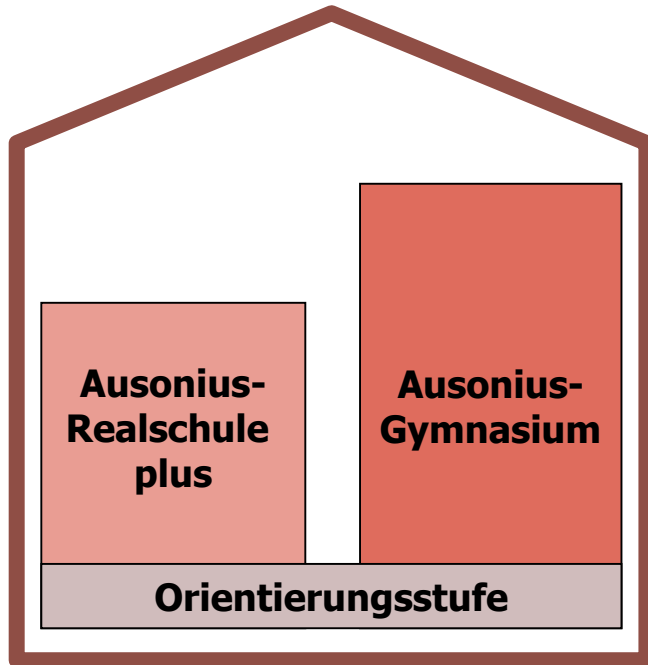 Ausonius-
Realschule
plus
Ausonius-
Gymnasium
Orientierungsstufe